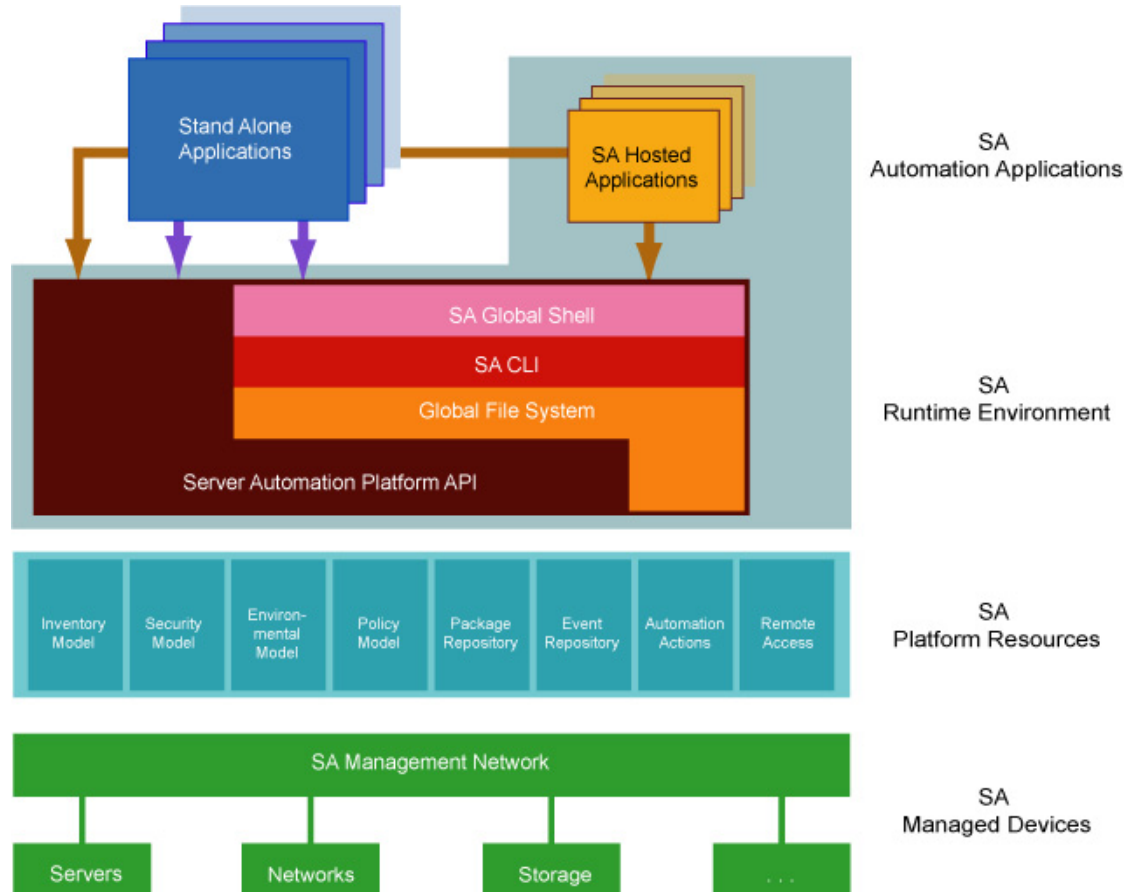 Stand Alone
Applications
SA Hosted
Applications
SA
Automation Applications
SA Global Shell
SA CLI
Global File System
Server Automation Platform API
SA
Runtime Environment
Inventory
Model
Security
Model
Environ-
mental
Model
Policy
Model
Package
Repository
Event
Repository
Automation
Actions
Remote
Access
SA
Platform Resources
SA Management Network
Servers
Networks
Storage
. . .
SA
Managed Devices